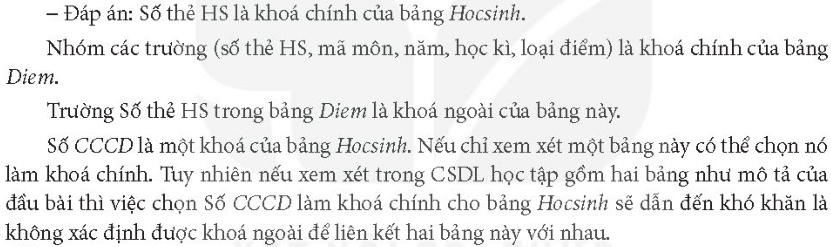 – Đáp án: Số thẻ HS là khoá chính của bảng Hocsinh.
Nhóm các trường (số thẻ HS, mã môn, năm, học kì, loại điểm) là khoá chính của bảng
Diem.
Trường Số thẻ HS trong bảng Diem là khoá ngoài của bảng này.
Số CCCD là một khoá của bảng Hocsinh. Nếu chỉ xem xét một bảng này có thể chọn nó
làm khoá chính. Tuy nhiên nếu xem xét trong CSDL học tập gồm hai bảng như mô tả của
đầu bài thì việc chọn Số CCCD làm khoá chính cho bảng Hocsinh sẽ dẫn đến khó khăn là
không xác định được khoá ngoài để liên kết hai bảng này với nhau.